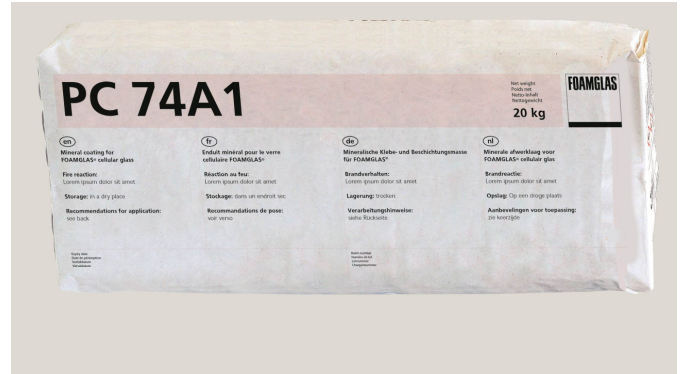 PC 74A1
Net weight
Poids net
Netto-Inhalt
Nettogewicht
20 kg
FOAMGLAS
en
Mineral coating for
FOAMGLAS® cellular glass
Fire reaction:
Lorem ipsum dolor sit amet
Storage: in a dry place
Recommendations for application:
see back
fr
Enduit minéral pour le verre
cellulaire FOAMGLAS®
Réaction au feu:
Lorem ipsum dolor sit amet
Stockage: dans un endroit sec
Recommandations de pose:
voir verso
de
Mineralische Klebe- und Beschichtungsmasse
für FOAMGLAS®
Brandverhalten:
Lorem ipsum dolor sit amet
Lagerung: trocken
Verarbeitungshinweise:
siehe Rückseite
nl
Minerale afwerklaag voor
FOAMGLAS® cellulair glas
Brandreactie:
Lorem ipsum dolor sit amet
Opslag: Op een droge plaats
Aanbevelingen voor toepassing:
zie keerzijde
Expiry date